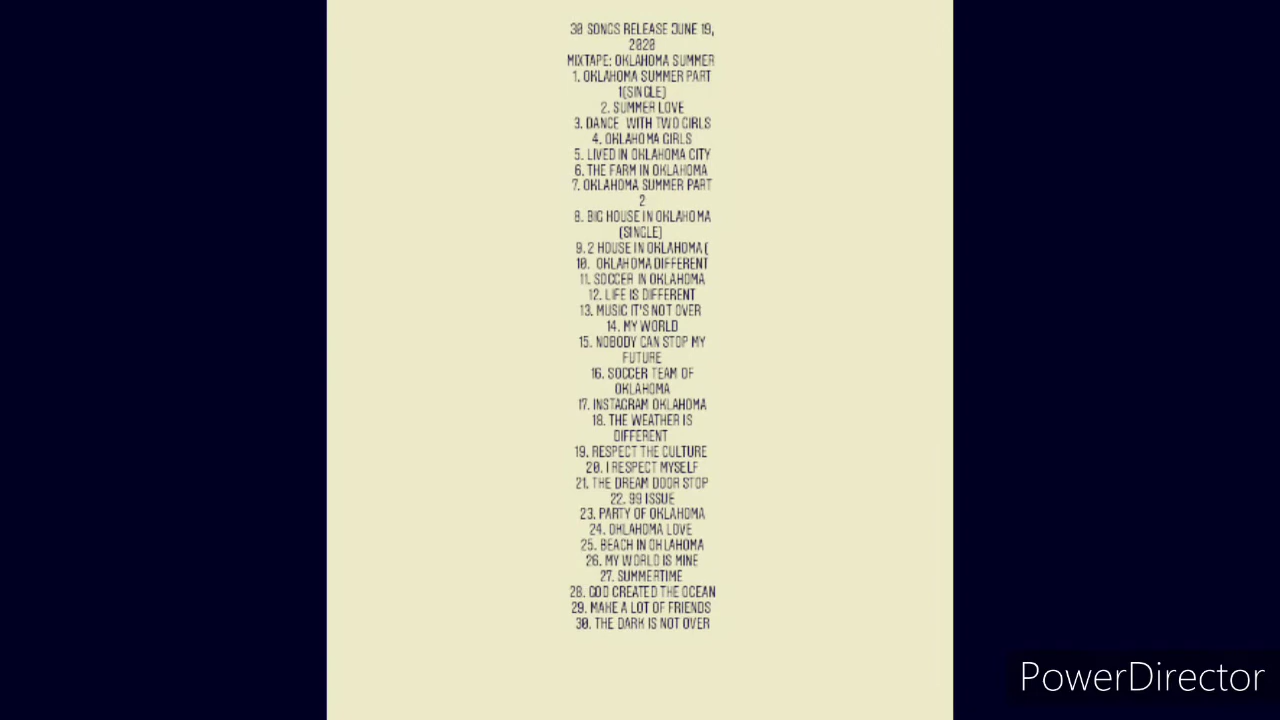 30 SONGS RELEASE JUNE 19,
2020
MIXTAPE: OKLAHOMA SUMMER
1. OKLAHOMA SUMMER PART
1(SINGLE)
2. SUMMER LOVE
3. DANCE WITH TWO GIRLS
4. OKLAHOMA GIRLS
5. LIVED IN OKLAHOMA CITY
6. THE FARM IN OKLAHOMA
7. OKLAHOMA SUMMER PART
2
8. BIG HOUSE IN OKLAHOMA
(SINGLE)
9. 2 HOUSE IN OKLAHOMA (
10. OKLAHOMA DIFFERENT
11. SOCCER IN OKLAHOMA
12. LIFE IS DIFFERENT
13. MUSIC IT'S NOT OVER
14. MY WORLD
15. NOBODY CAN STOP MY
FUTURE
16. SOCCER TEAM OF
OKLAHOMA
17. INSTAGRAM OKLAHOMA
18. THE WEATHER IS
DIFFERENT
19. RESPECT THE CULTURE
20. I RESPECT MYSELF
21. THE DREAM DOOR STOP
22. 99 ISSUE
23. PARTY OF OKLAHOMA
24. OKLAHOMA LOVE
25. BEACH IN OKLAHOMA
26. MY WORLD IS MINE
27. SUMMERTIME
28. GOD CREATED THE OCEAN
29. MAKE A LOT OF FRIENDS
30. THE DARK IS NOT OVER
PowerDirector